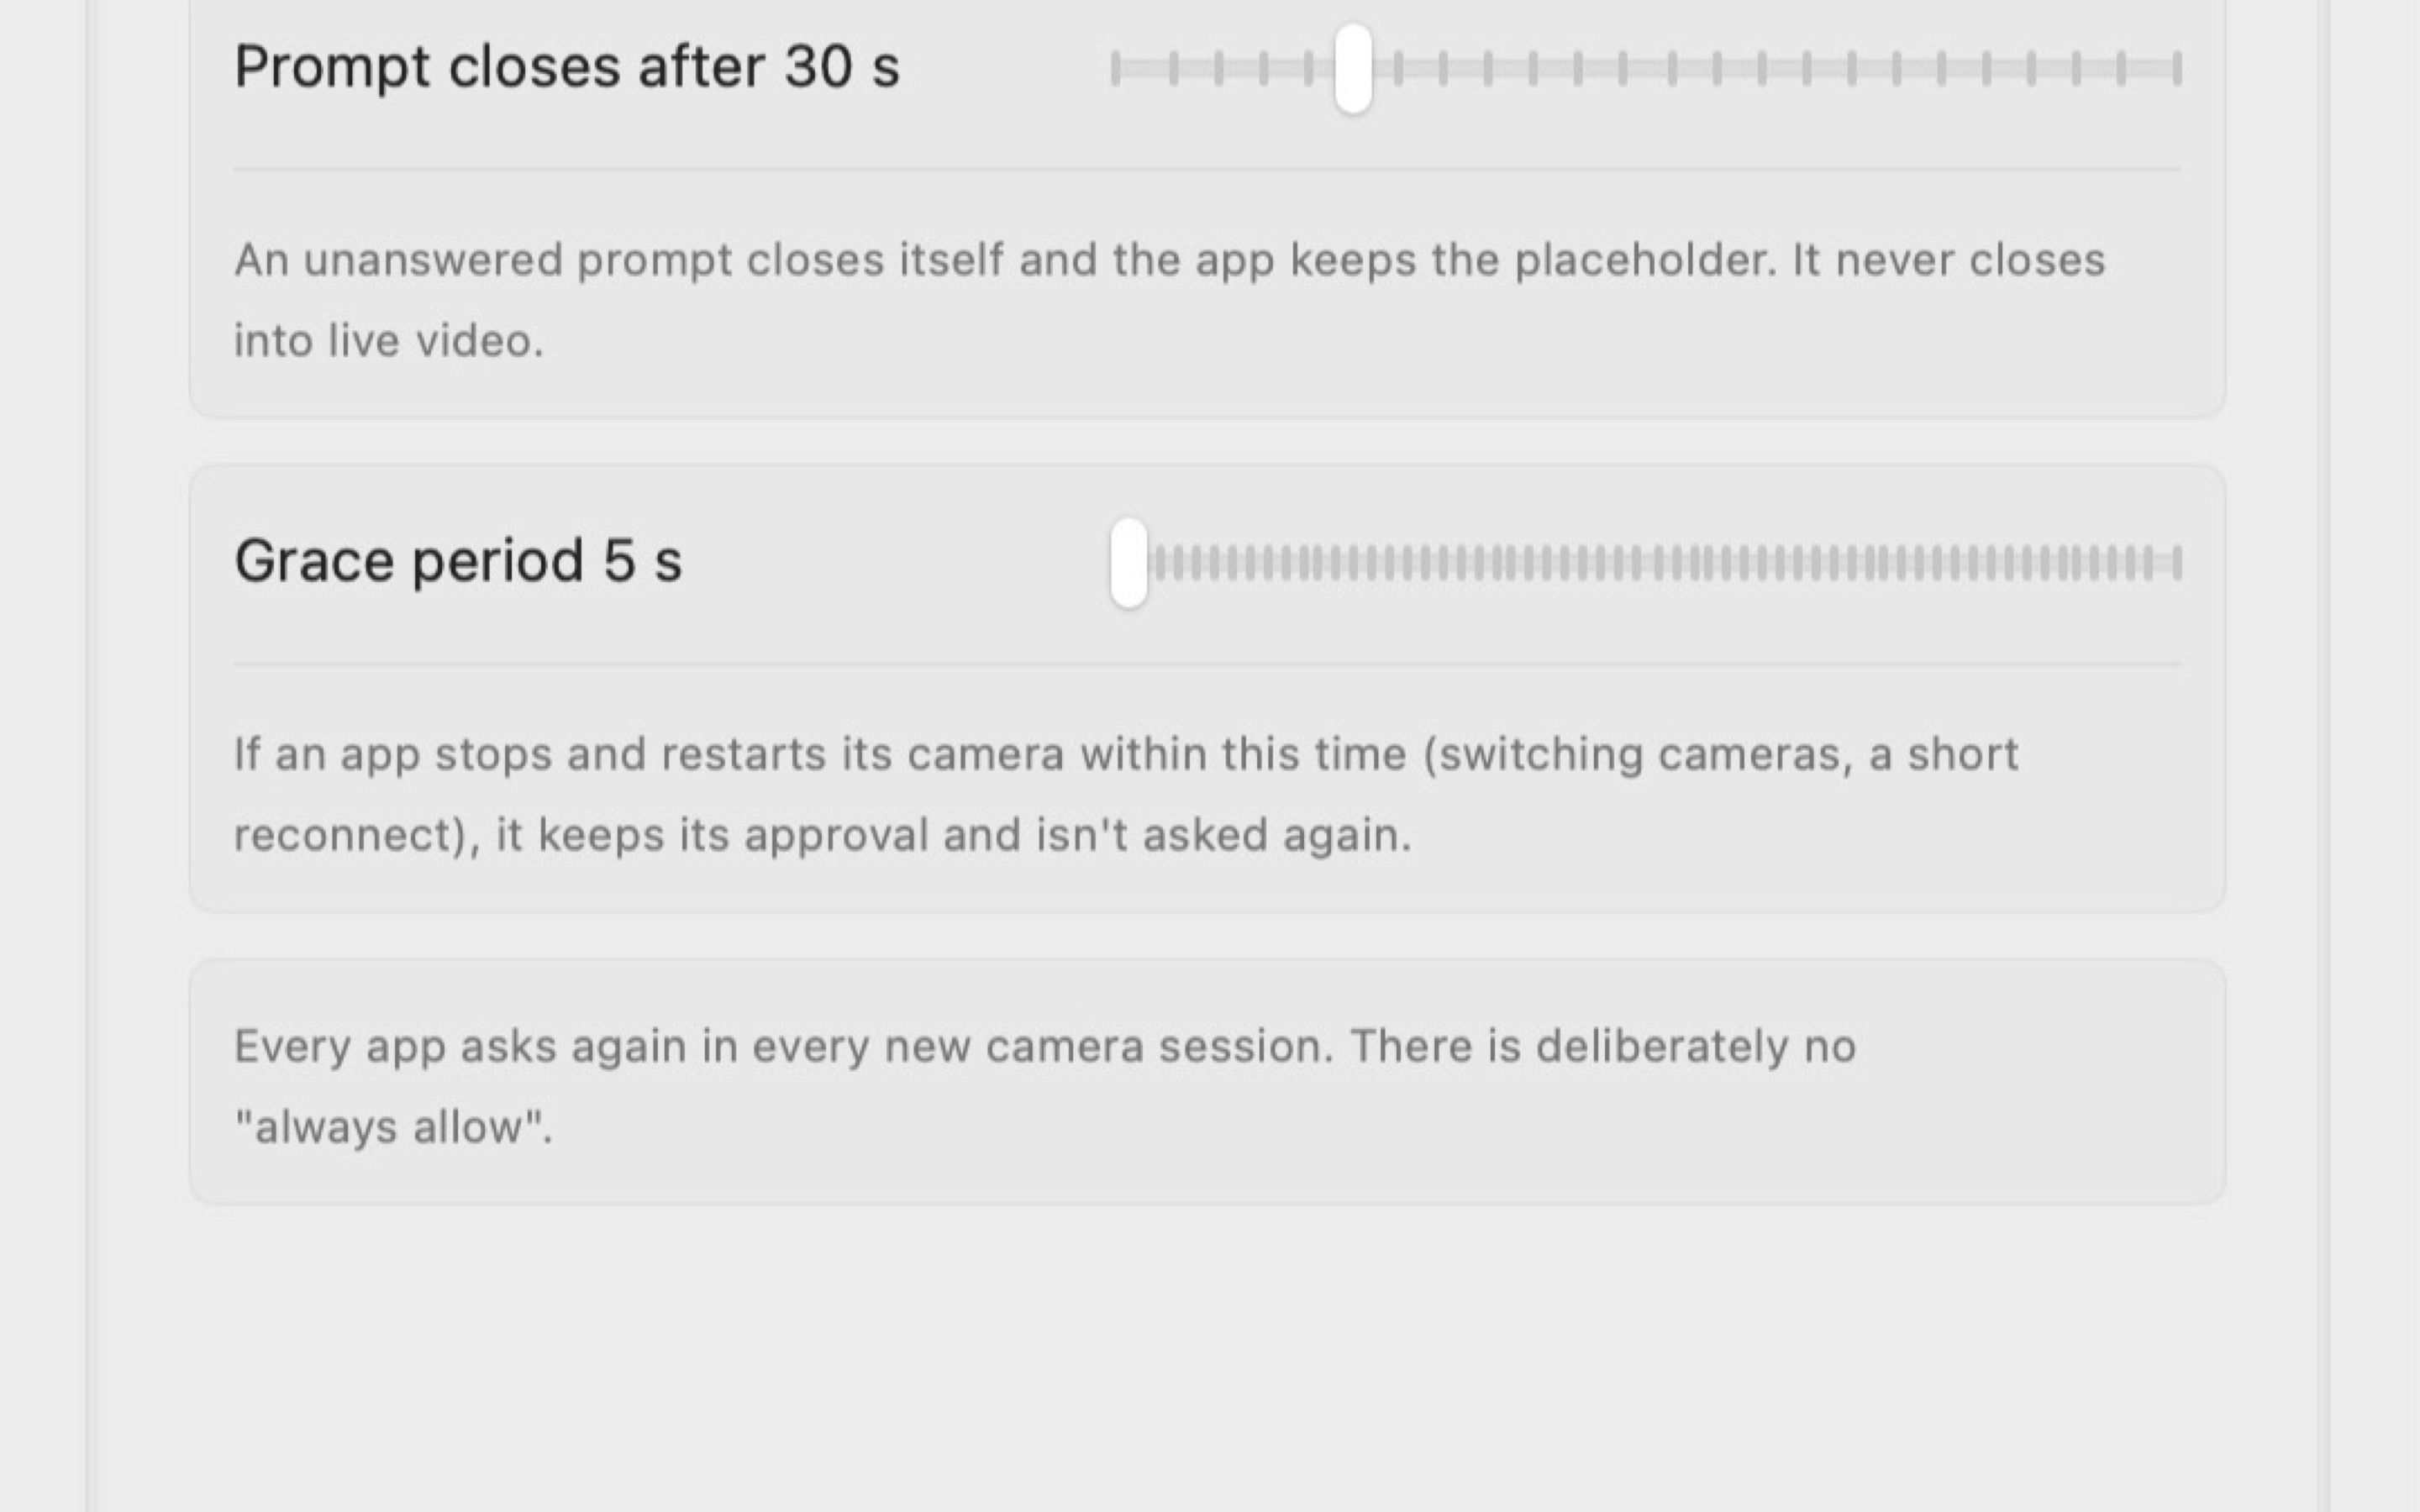 Prompt closes after 30 s
An unanswered prompt closes itself and the app keeps the placeholder. It never closes
into live video.
Grace period 5 s
If an app stops and restarts its camera within this time (switching cameras, a short
reconnect), it keeps its approval and isn't asked again.
Every app asks again in every new camera session. There is deliberately no
"always allow".